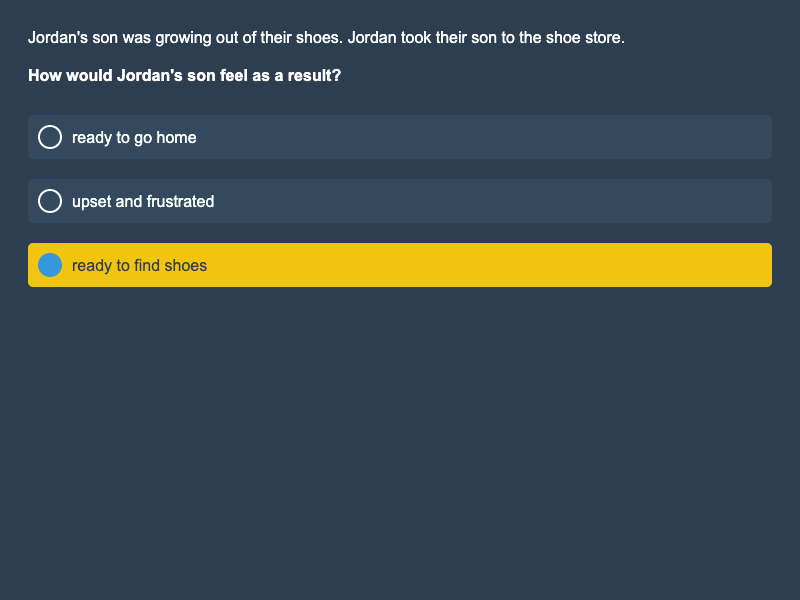 Jordan's son was growing out of their shoes. Jordan took their son to the shoe store.
How would Jordan's son feel as a result?
ready to go home
upset and frustrated
ready to find shoes